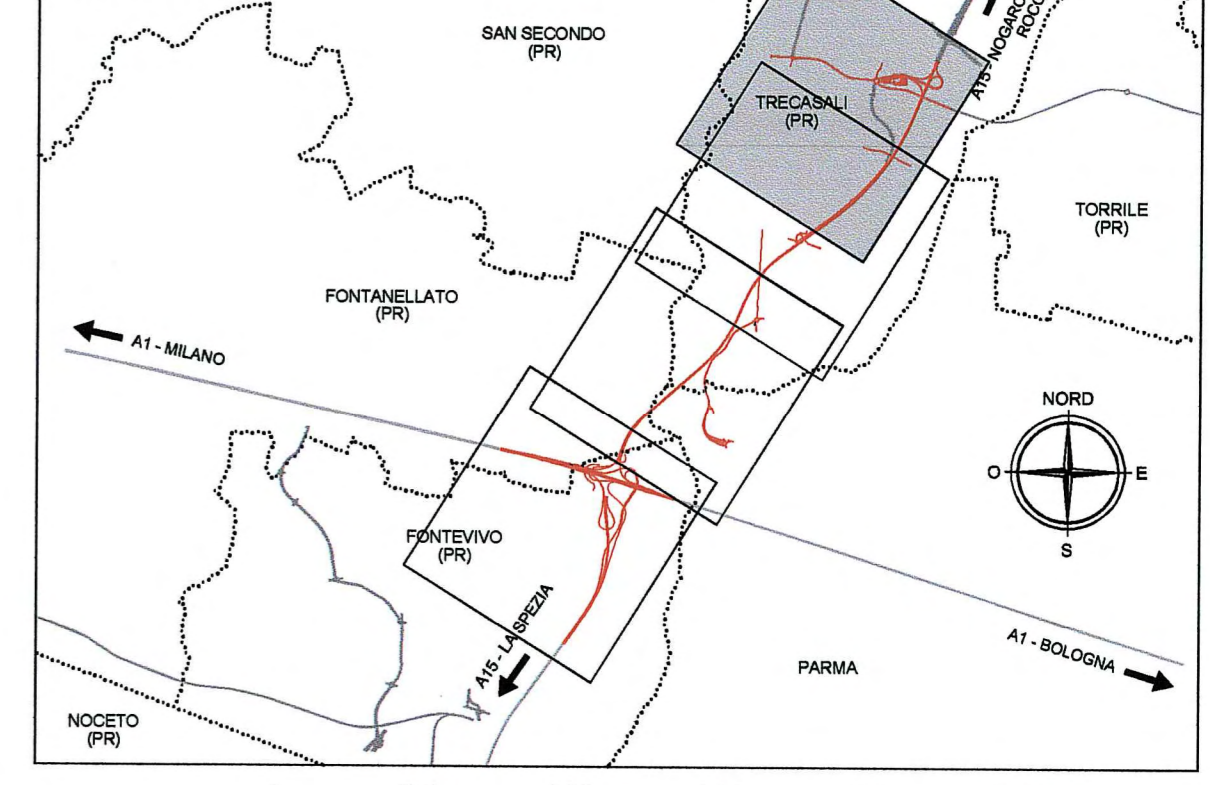 SAN SECONDO
(PR)
A15 - NOGARO
ROCC
TRECASALI
(PR)
TORRILE
(PR)
FONTANELLATO
(PR)
A1 - MILANO
NORD
O
E
S
FONTEVIVO
(PR)
A15 - LA SPEZIA
A1 - BOLOGNA
PARMA
NOCETO
(PR)